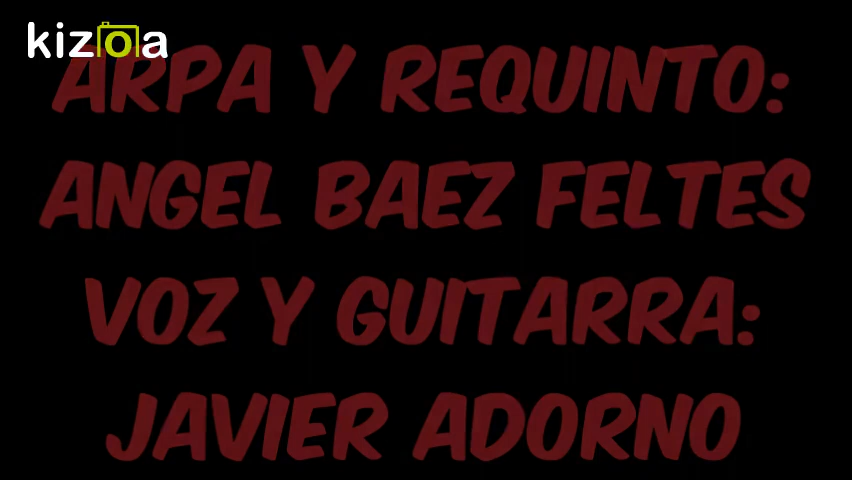 kizoa
ARPA Y REQUINTO:
ANGEL BAEZ FELTES
VOZ Y GUITARRA:
JAVIER ADORNO